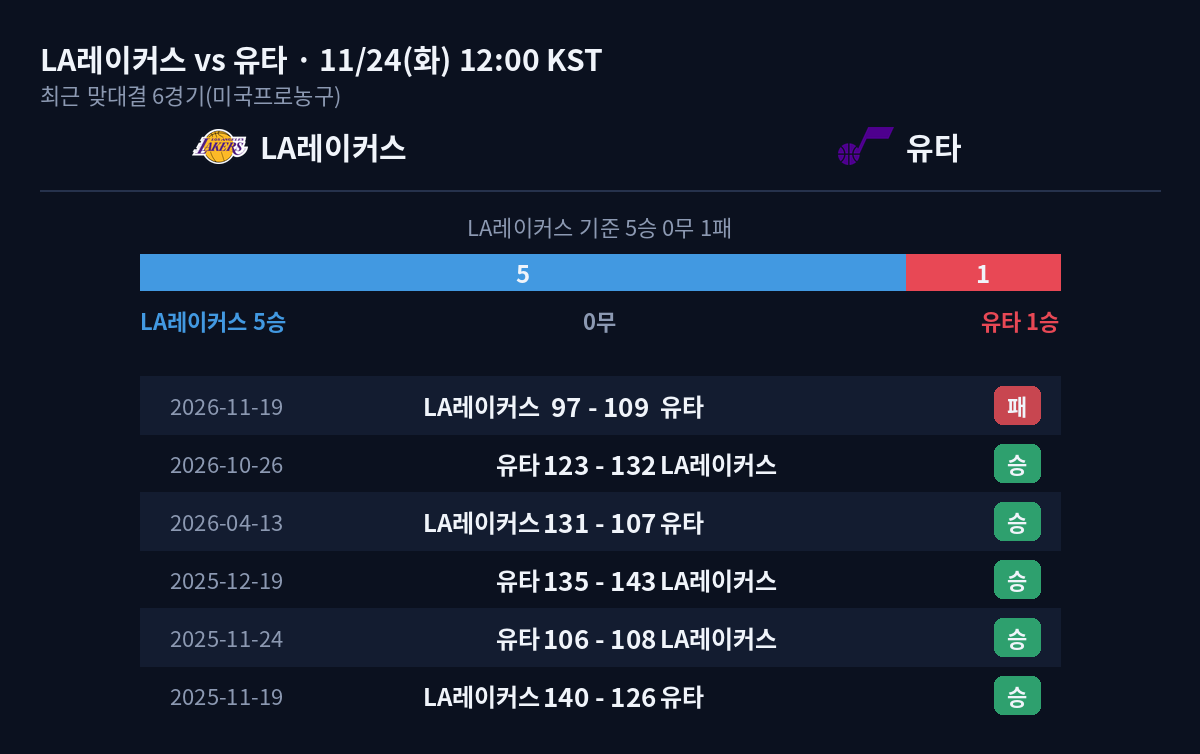 LA레이커스 vs 유타 · 11/24(화) 12:00 KST
최근 맞대결 6경기(미국프로농구)
LOS ANGELES
LAKERS
LA레이커스 유타
LA레이커스 기준 5승 0무 1패
5 1
LA레이커스 5승 0무 유타 1승
2026-11-19 LA레이커스 97 - 109 유타 패
2026-10-26 유타 123 - 132 LA레이커스 승
2026-04-13 LA레이커스 131 - 107 유타 승
2025-12-19 유타 135 - 143 LA레이커스 승
2025-11-24 유타 106 - 108 LA레이커스 승
2025-11-19 LA레이커스 140 - 126 유타 승